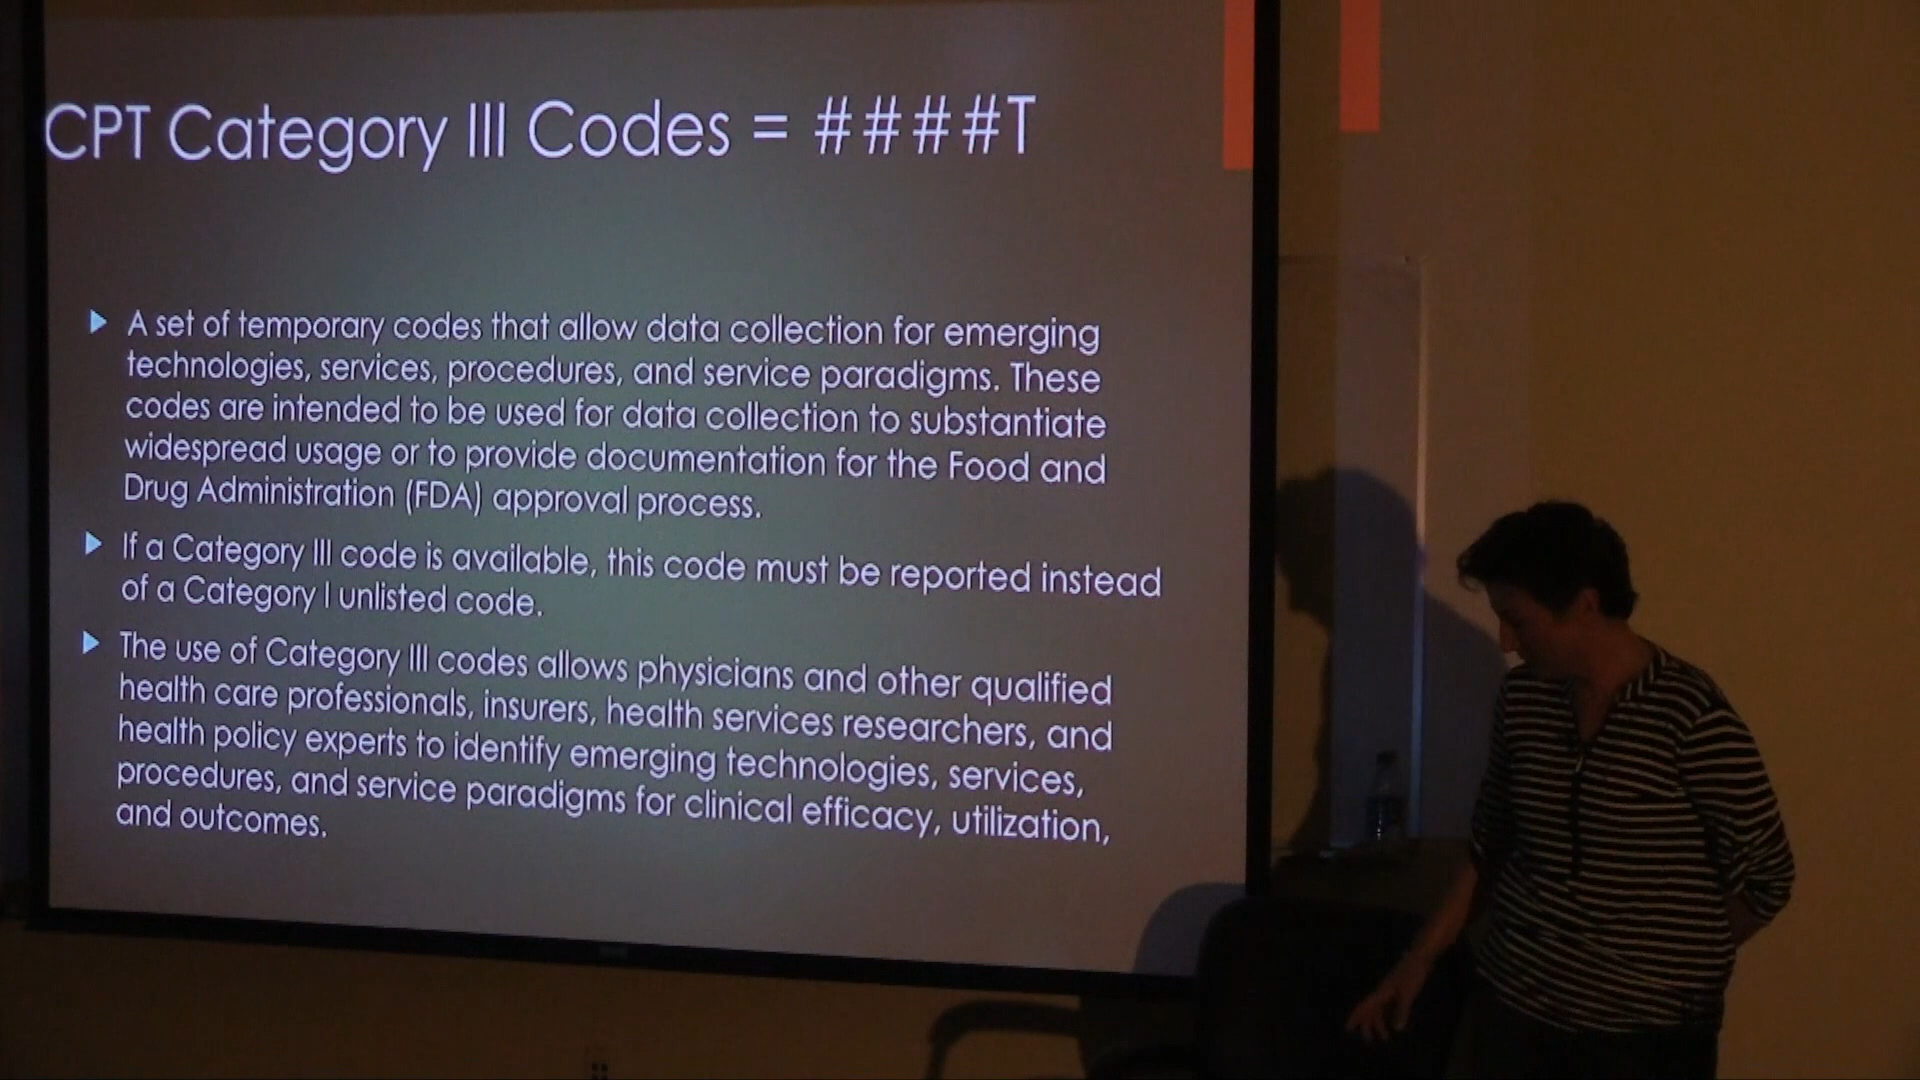 CPT Category III Codes = ####T
A set of temporary codes that allow data collection for emerging
technologies, services, procedures, and service paradigms. These
codes are intended to be used for data collection to substantiate
widespread usage or to provide documentation for the Food and
Drug Administration (FDA) approval process.
If a Category III code is available, this code must be reported instead
of a Category I unlisted code.
The use of Category III codes allows physicians and other qualified
health care professionals, insurers, health services researchers, and
health policy experts to identify emerging technologies, services,
procedures, and service paradigms for clinical efficacy, utilization,
and outcomes.